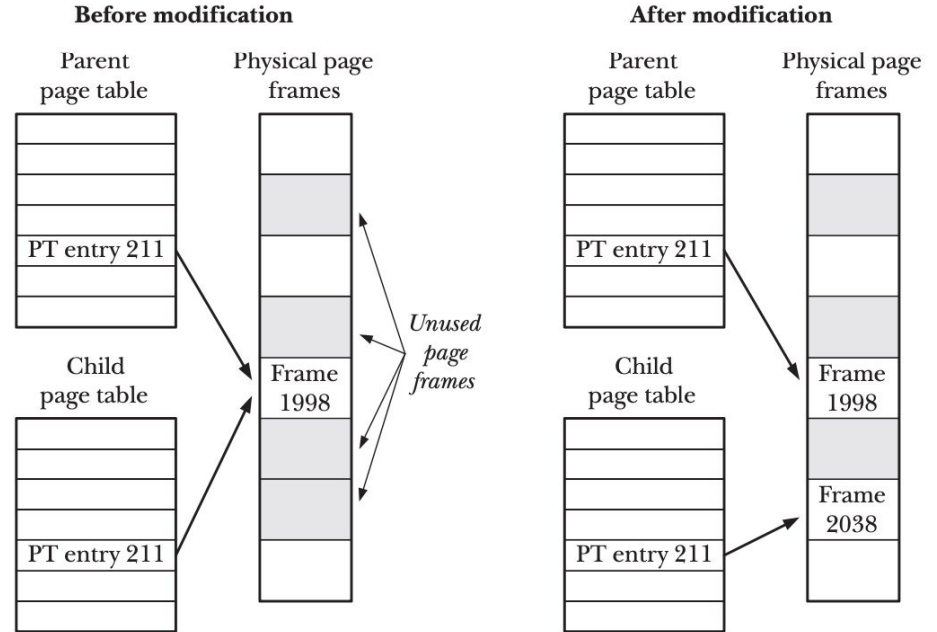 Before modification
Parent
page table
Physical page
frames
PT entry 211
Frame
1998
Unused
page
frames
Child
page table
PT entry 211
After modification
Parent
page table
Physical page
frames
PT entry 211
Frame
1998
Child
page table
Frame
2038
PT entry 211